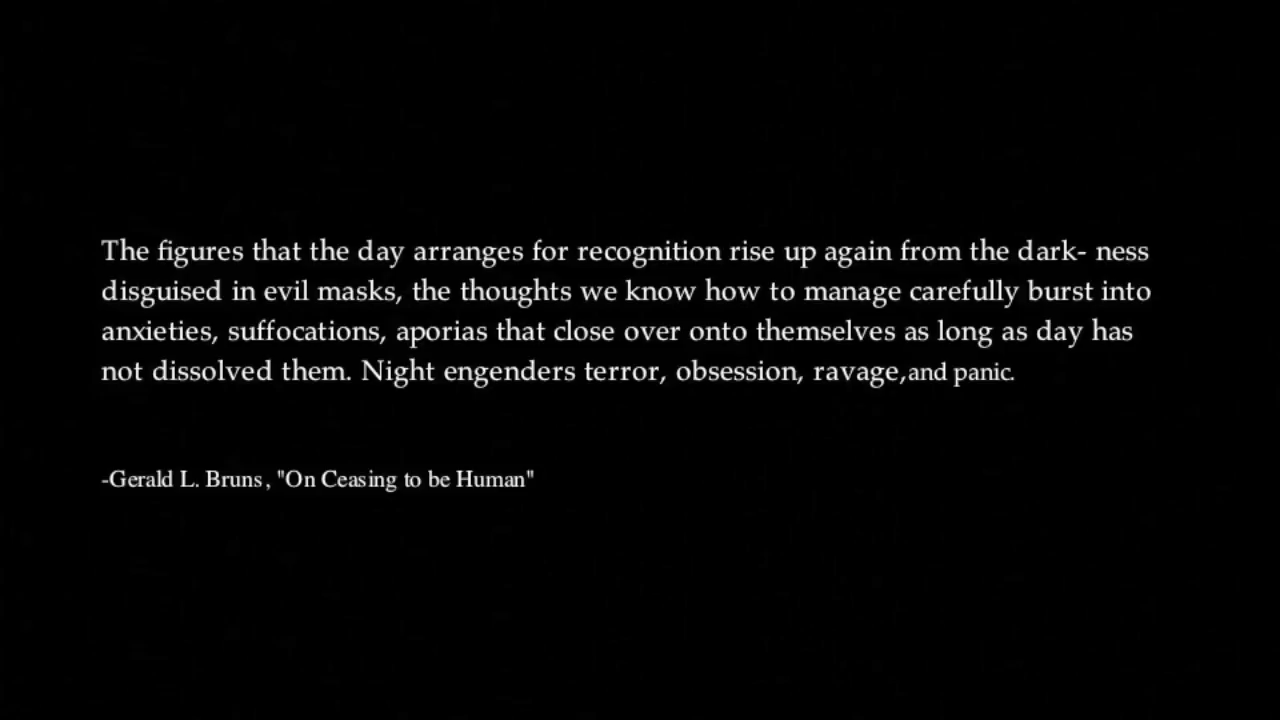 The figures that the day arranges for recognition rise up again from the dark- ness
disguised in evil masks, the thoughts we know how to manage carefully burst into
anxieties, suffocations, aporias that close over onto themselves as long as day has
not dissolved them. Night engenders terror, obsession, ravage,and panic.
-Gerald L. Bruns, "On Ceasing to be Human"